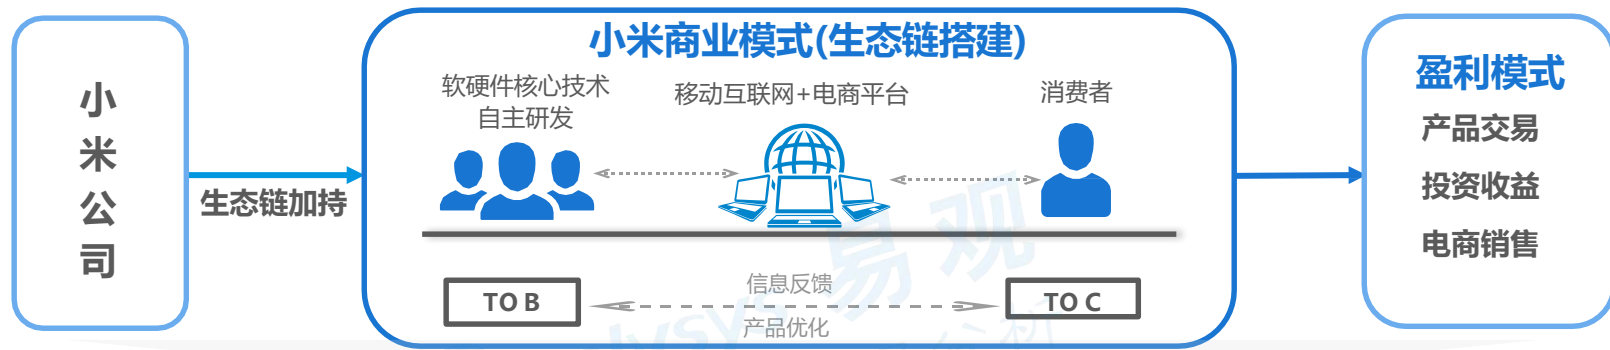 小
米
公
司
生态链加持
小米商业模式(生态链搭建)
软硬件核心技术
自主研发
移动互联网+电商平台
消费者
TO B
信息反馈
产品优化
TO C
盈利模式
产品交易
投资收益
电商销售
易观